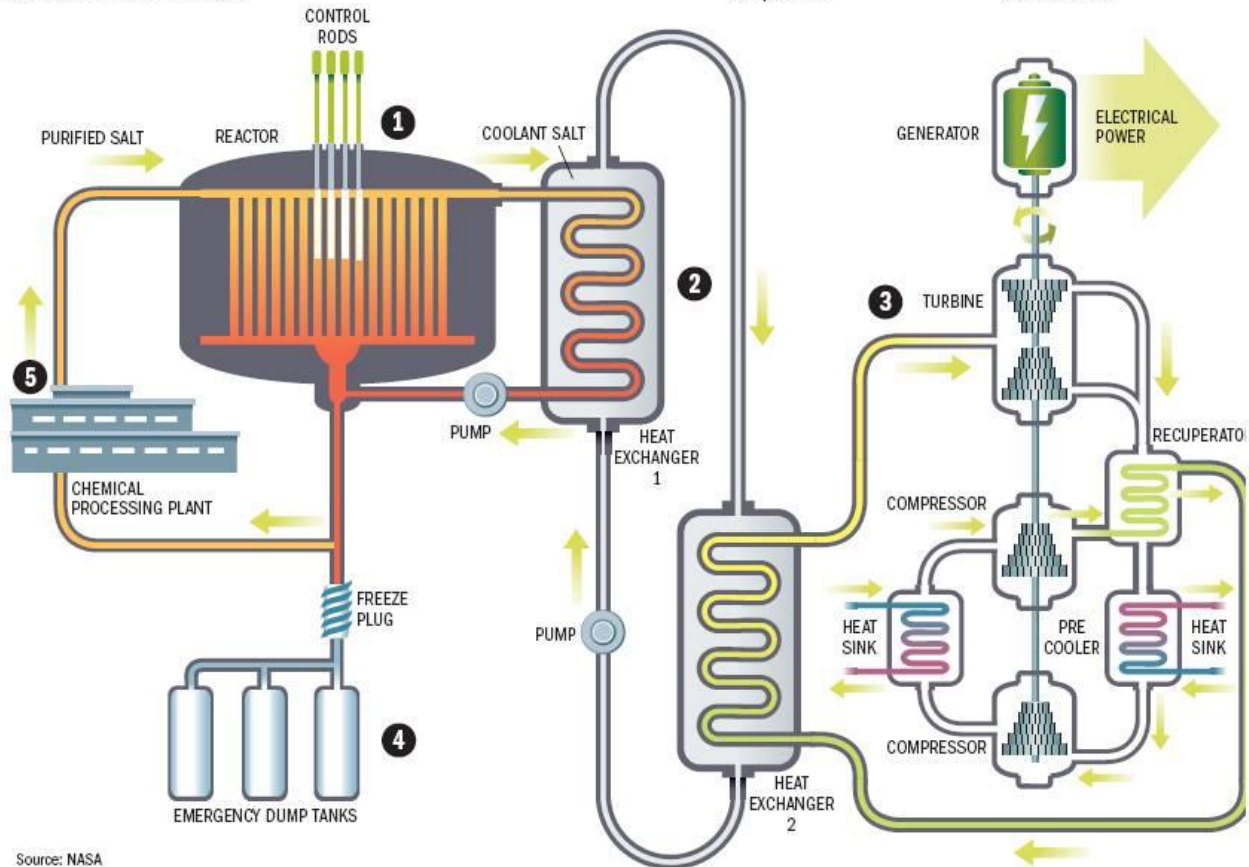 CONTROL
RODS
1
PURIFIED SALT
REACTOR
COOLANT SALT
GENERATOR
ELECTRICAL
POWER
2
3
TURBINE
5
PUMP
HEAT
EXCHANGER
1
RECUPERATO
CHEMICAL
PROCESSING PLANT
COMPRESSOR
FREEZE
PLUG
PUMP
HEAT
SINK
PRE
COOLER
HEAT
SINK
4
COMPRESSOR
EMERGENCY DUMP TANKS
HEAT
EXCHANGER
2
Source: NASA